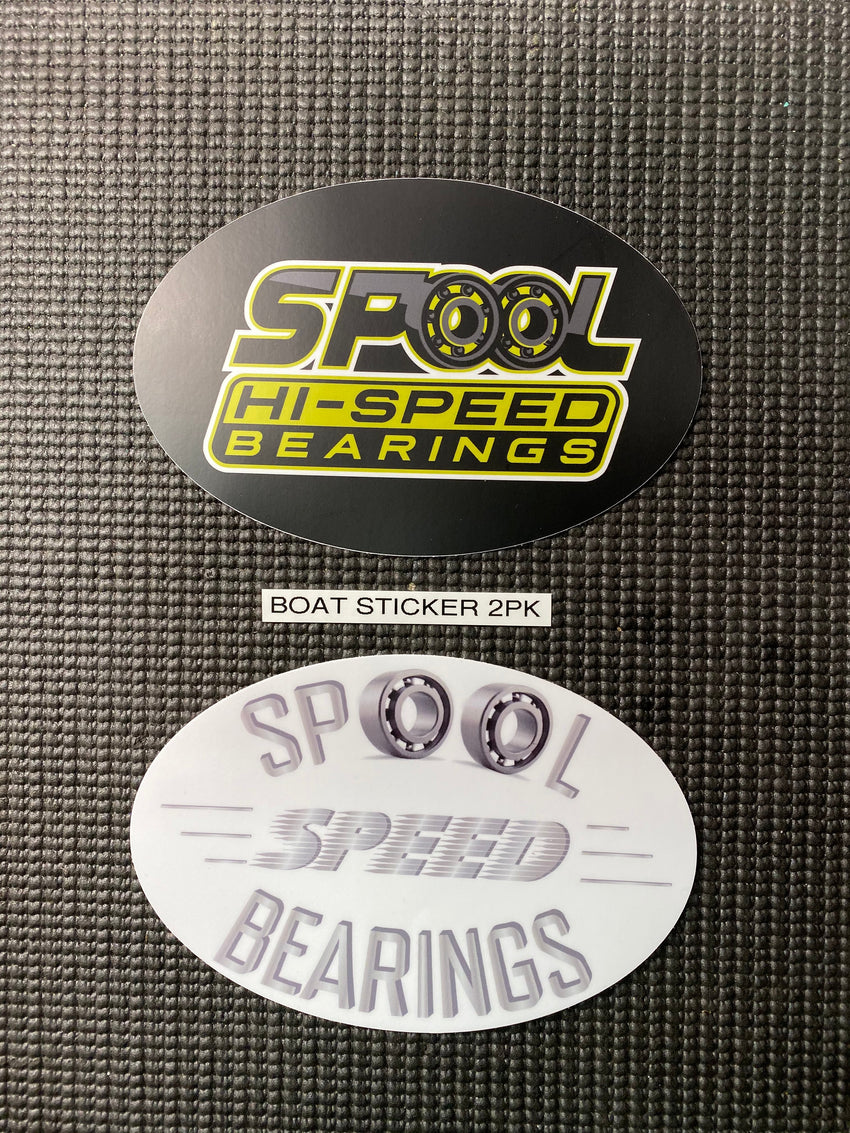 SPOOL
HI-SPEED
BEARINGS
BOAT STICKER 2PK
SPOOL
SPEED
BEARINGS